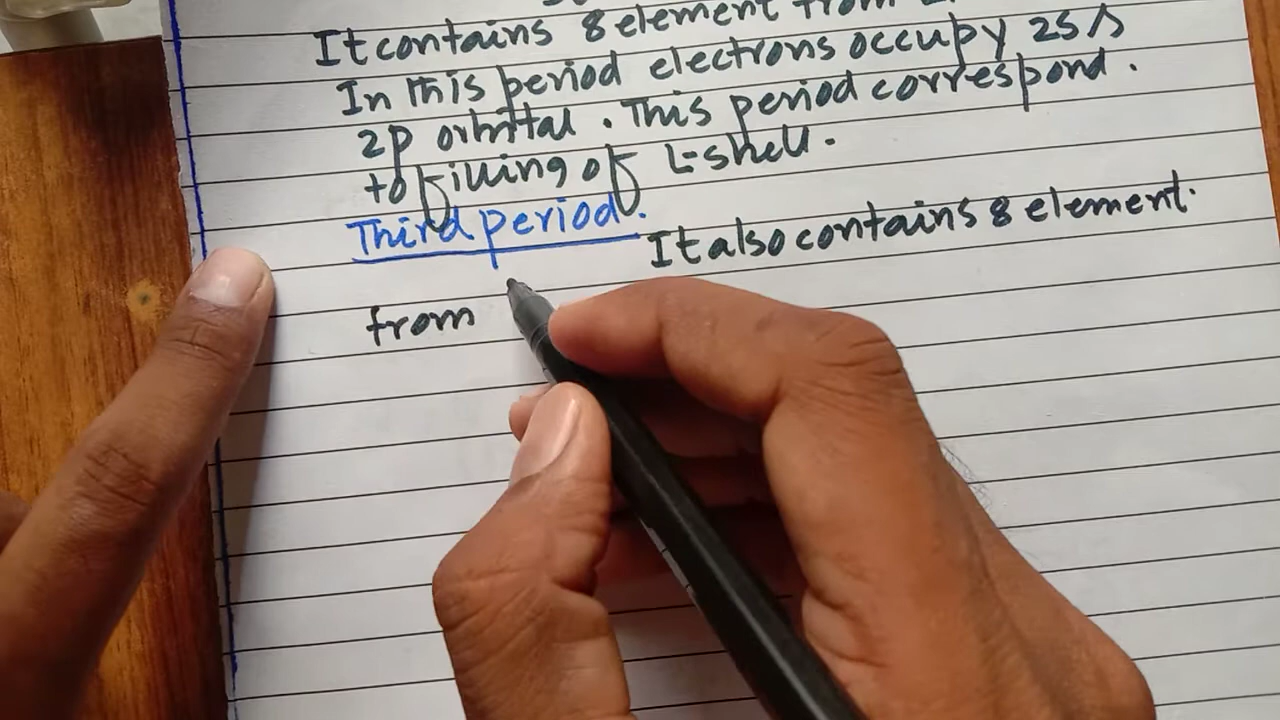 It contains 8 element from
In this period electrons occupy 2s
2p orbital . This period correspond .
to filling of L-shell.
Third period. It also contains 8 element.
from